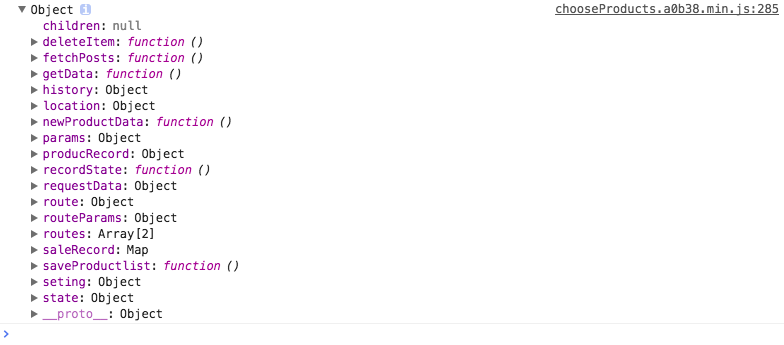 Object i chooseProducts.a0b38.min.js:285
children: null
deleteItem: function ()
fetchPosts: function ()
getData: function ()
history: Object
location: Object
newProductData: function ()
params: Object
producRecord: Object
recordState: function ()
requestData: Object
route: Object
routeParams: Object
routes: Array[2]
saleRecord: Map
saveProductlist: function ()
seting: Object
state: Object
__proto__: Object